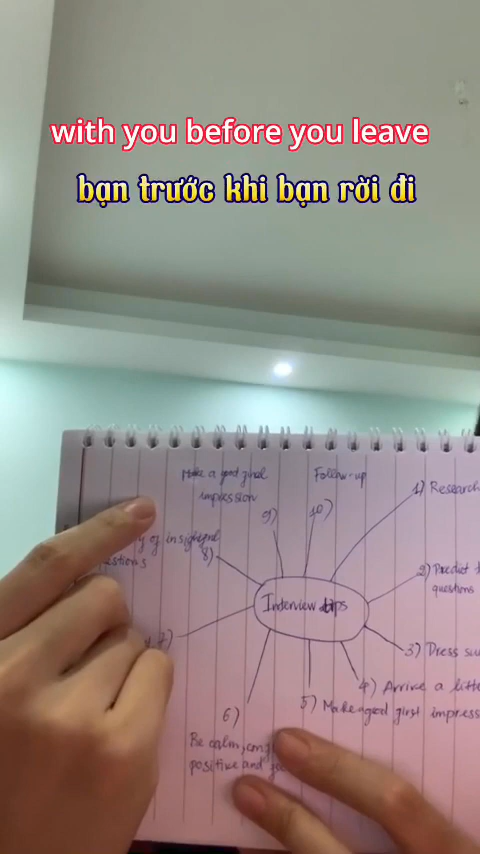 with you before you leave
bạn trước khi bạn rời đi
Make a good final
impression
9)
Follow-up
10)
1) Research
of insightful
8)
2) Predict
questions
Interview tips
7)
3) Dress
4) Arrive a
5) Make a good first
6)
Be calm,
positive and